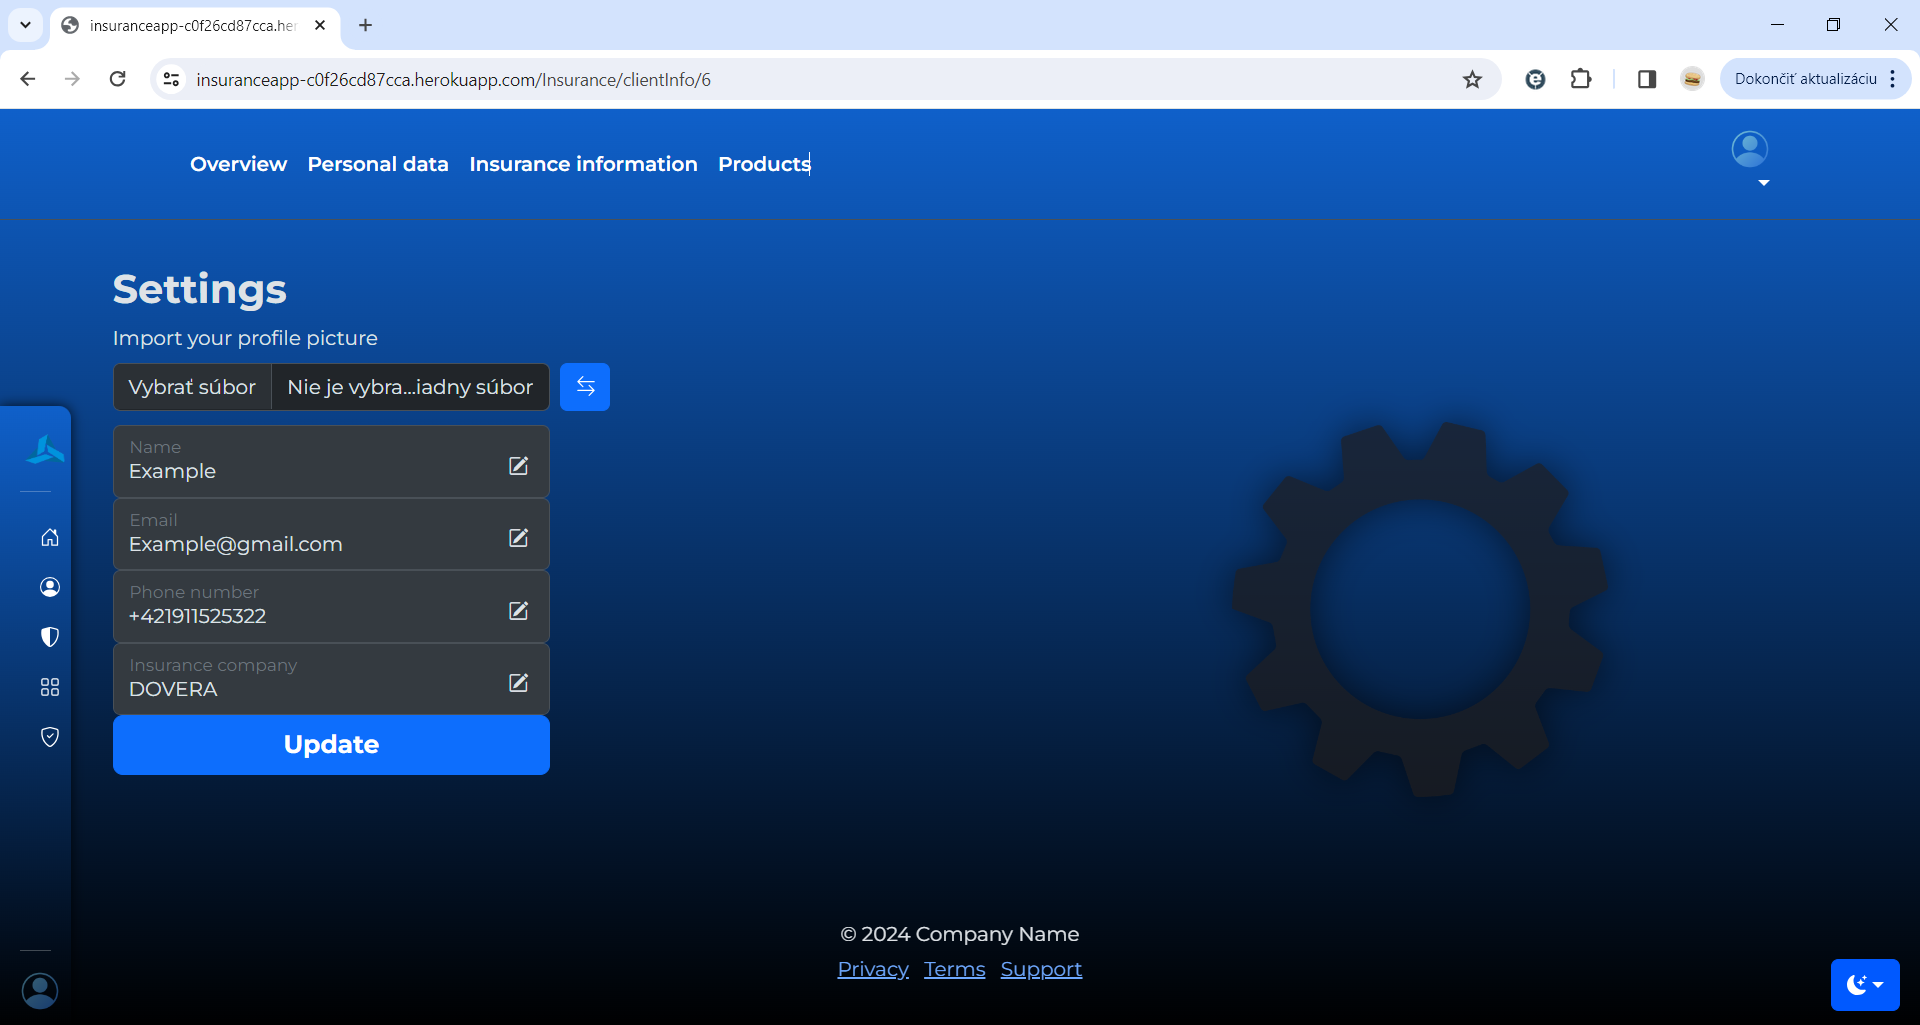 insuranceapp-c0f26cd87cca.her
insuranceapp-c0f26cd87cca.herokuapp.com/Insurance/clientInfo/6
Dokončiť aktualizáciu
Overview Personal data Insurance information Products
Settings
Import your profile picture
Vybrať súbor Nie je vybra...iadny súbor
Name
Example
Email
Example@gmail.com
Phone number
+421911525322
Insurance company
DOVERA
Update
© 2024 Company Name
Privacy Terms Support